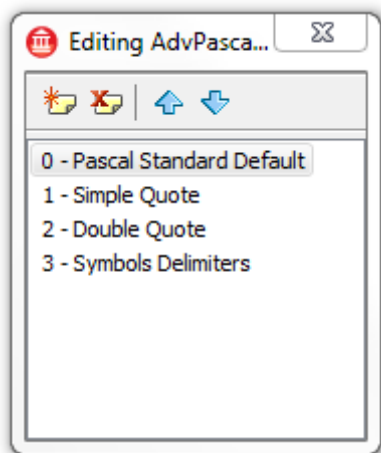 Editing AdvPasca...
0 - Pascal Standard Default
1 - Simple Quote
2 - Double Quote
3 - Symbols Delimiters